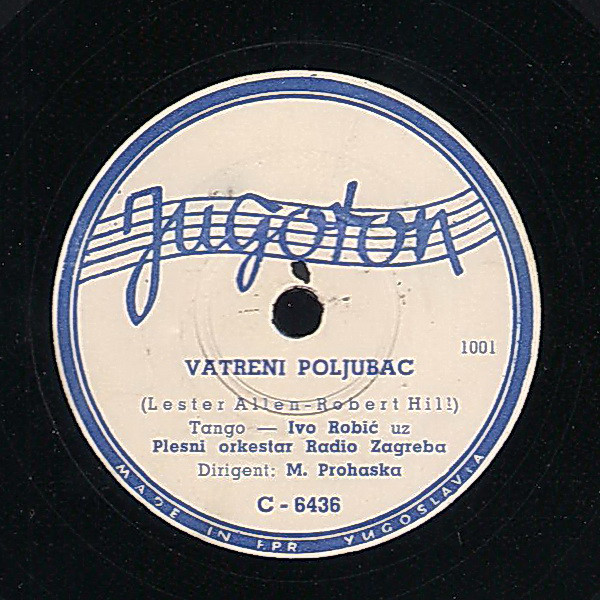 Jugoton
1001
VATRENI POLJUBAC
(Lester Allen-Robert Hill)
Tango — Ivo Robić uz
Plesni orkestar Radio Zagreba
Dirigent: M. Prohaska
C - 6436
MADE IN F.P.R. YUGOSLAVIA